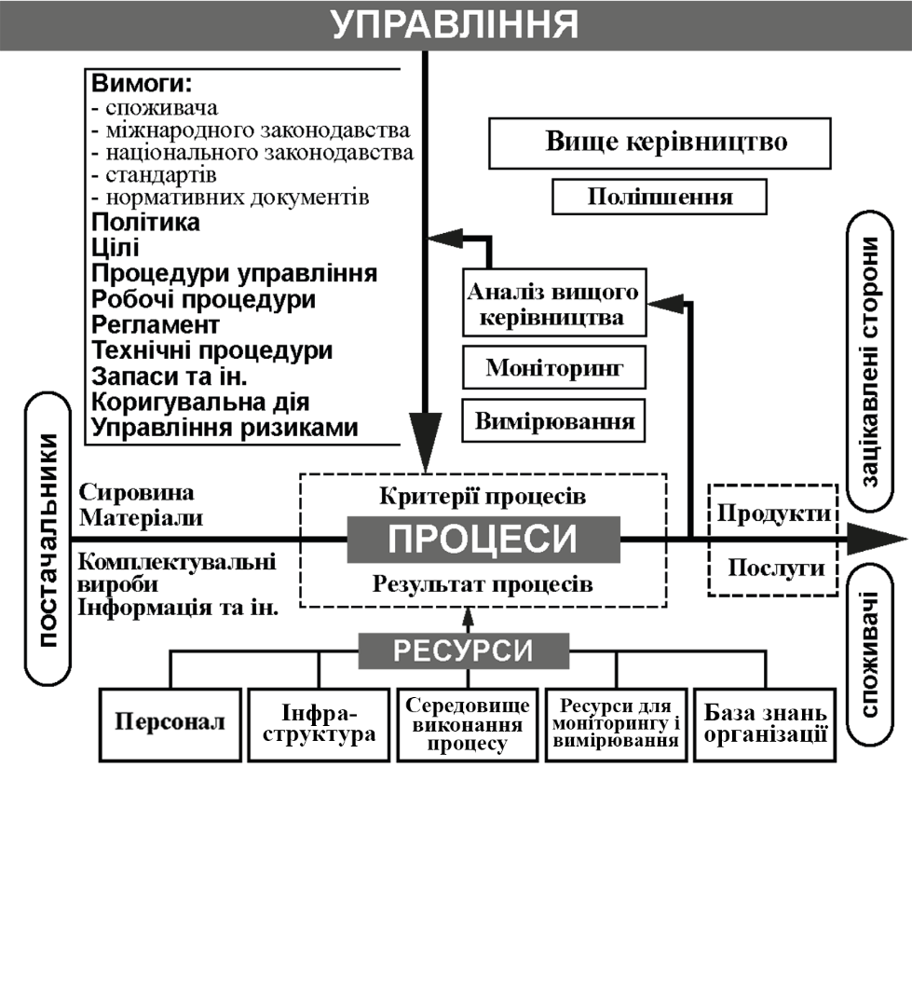 УПРАВЛІННЯ
Вимоги:
- споживача
- міжнародного законодавства
- національного законодавства
- стандартів
- нормативних документів
Політика
Цілі
Процедури управління
Робочі процедури
Регламент
Технічні процедури
Запаси та ін.
Коригувальна дія
Управління ризиками
Вище керівництво
Поліпшення
Аналіз вищого
керівництва
Моніторинг
Вимірювання
зацікавлені сторони
постачальники
Сировина
Матеріали
Комплектувальні
вироби
Інформація та ін.
Критерії процесів
ПРОЦЕСИ
Результат процесів
Продукти
Послуги
споживачі
РЕСУРСИ
Персонал
Інфра-
структура
Середовище
виконання
процесу
Ресурси для
моніторингу і
вимірювання
База знань
організації